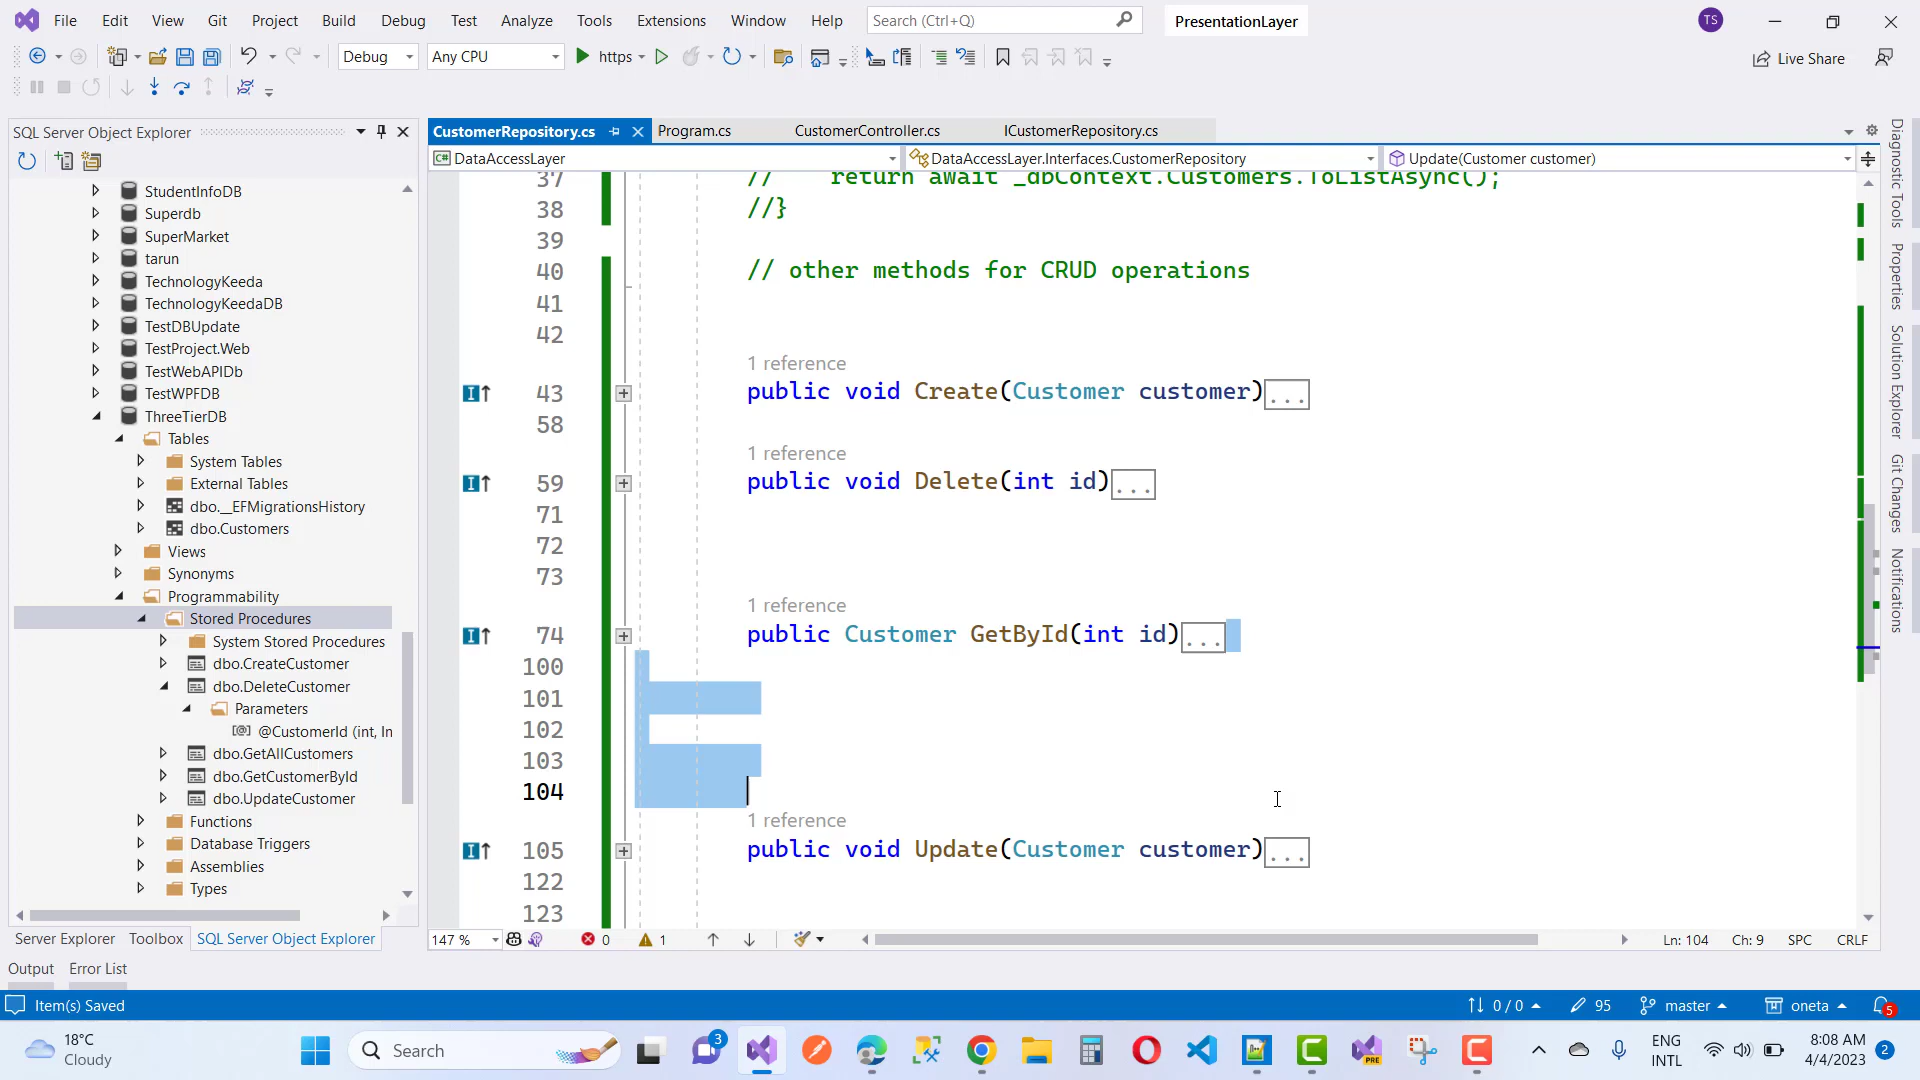 File Edit View Git Project Build Debug Test Analyze Tools Extensions Window Help Search (Ctrl+Q) PresentationLayer TS
Debug Any CPU https Live Share
SQL Server Object Explorer
StudentInfoDB
Superdb
SuperMarket
tarun
TechnologyKeeda
TechnologyKeedaDB
TestDBUpdate
TestProject.Web
TestWebAPIDb
TestWPFDB
ThreeTierDB
Tables
System Tables
External Tables
dbo.__EFMigrationsHistory
dbo.Customers
Views
Synonyms
Programmability
Stored Procedures
System Stored Procedures
dbo.CreateCustomer
dbo.DeleteCustomer
Parameters
@CustomerId (int, In
dbo.GetAllCustomers
dbo.GetCustomerById
dbo.UpdateCustomer
Functions
Database Triggers
Assemblies
Types
Server Explorer Toolbox SQL Server Object Explorer
CustomerRepository.cs Program.cs CustomerController.cs ICustomerRepository.cs
DataAccessLayer DataAccessLayer.Interfaces.CustomerRepository Update(Customer customer)
37 // return await _dbContext.Customers.ToListAsync();
38 //}
39
40 // other methods for CRUD operations
41
42
1 reference
43 public void Create(Customer customer)...
58
1 reference
59 public void Delete(int id)...
71
72
73
1 reference
74 public Customer GetById(int id)...
100
101
102
103
104
1 reference
105 public void Update(Customer customer)...
122
123
147 % 0 1 Ln: 104 Ch: 9 SPC CRLF
Diagnostic Tools
Properties
Solution Explorer
Git Changes
Notifications
Output Error List
Item(s) Saved 0 / 0 95 master oneta 5
18°C
Cloudy
Search
3
PRE
ENG
INTL
8:08 AM
4/4/2023
2